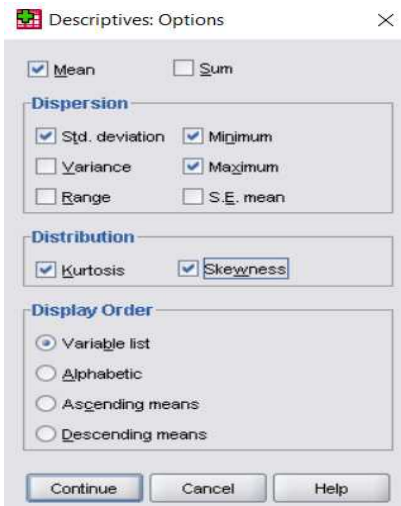 Descriptives: Options
Mean Sum
Dispersion
Std. deviation Minimum
Variance Maximum
Range S.E. mean
Distribution
Kurtosis Skewness
Display Order
Variable list
Alphabetic
Ascending means
Descending means
Continue Cancel Help